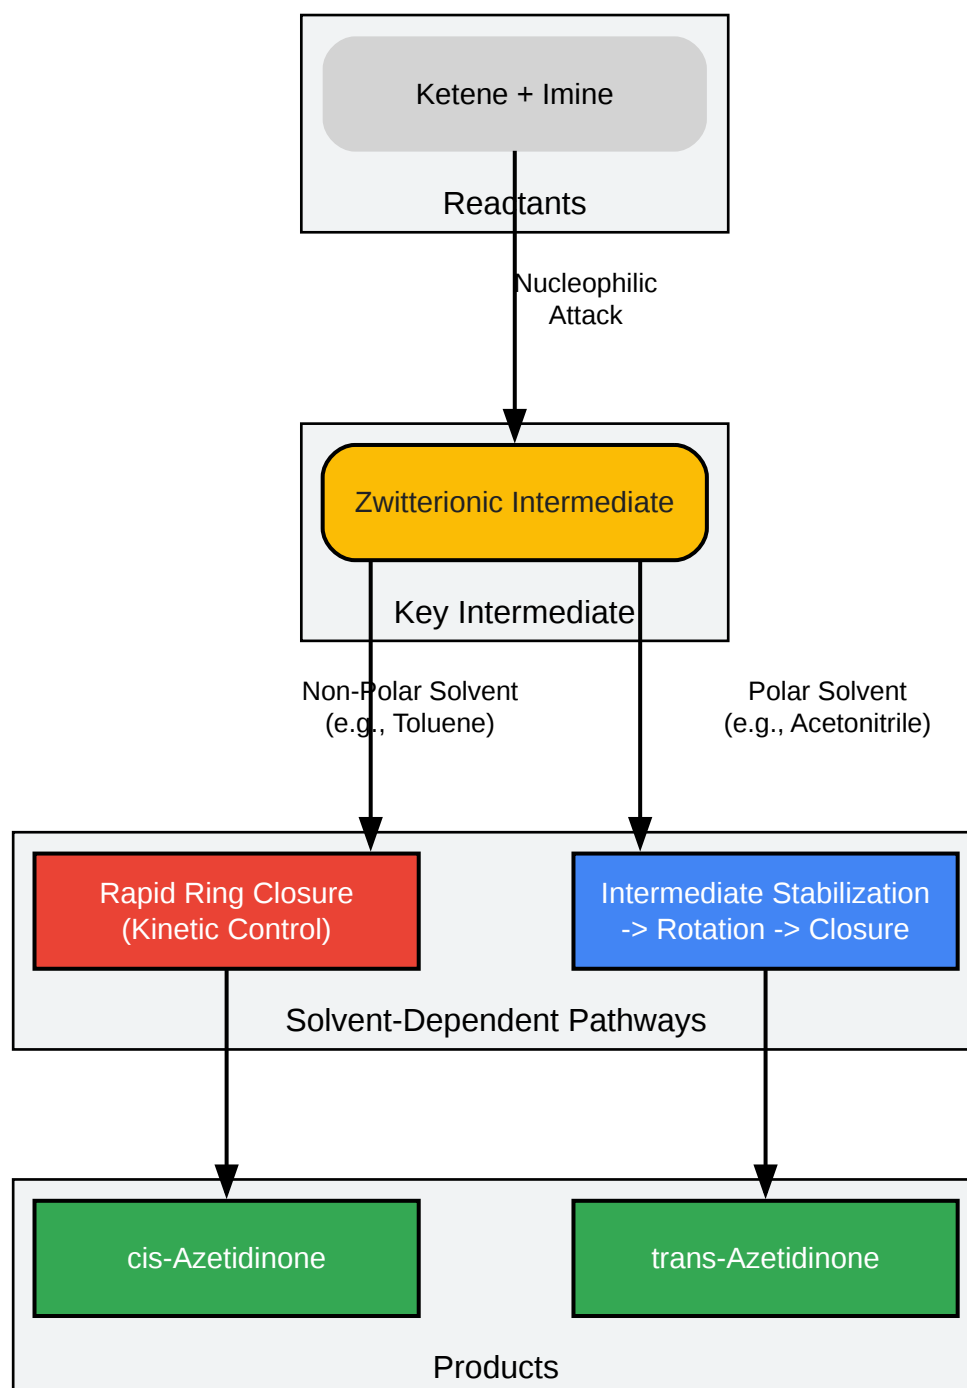 Ketene + Imine
Reactants
Nucleophilic
Attack
Zwitterionic Intermediate
Key Intermediate
Non-Polar Solvent
(e.g., Toluene)
Polar Solvent
(e.g., Acetonitrile)
Rapid Ring Closure
(Kinetic Control)
Intermediate Stabilization
-> Rotation -> Closure
Solvent-Dependent Pathways
cis-Azetidinone
trans-Azetidinone
Products